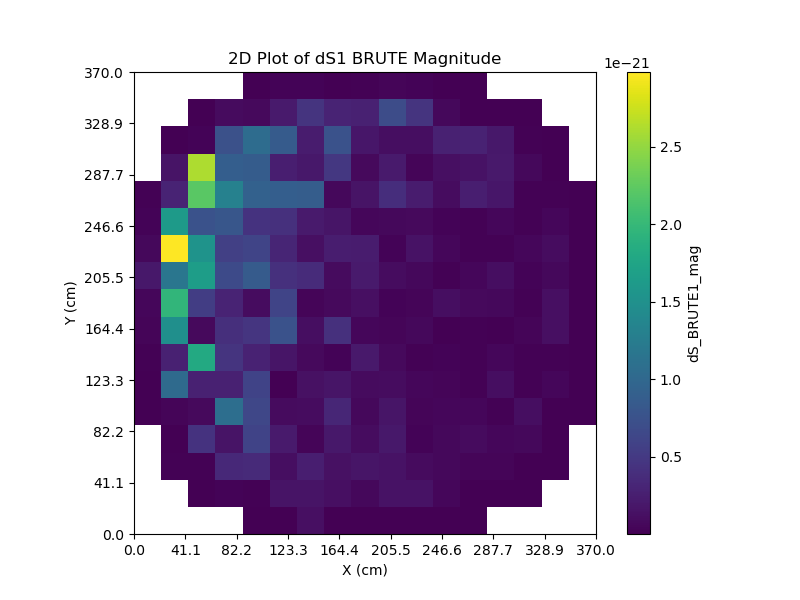 2D Plot of dS1 BRUTE Magnitude
1e−21
370.0
328.9
287.7
246.6
205.5
164.4
123.3
82.2
41.1
0.0
Y (cm)
0.0 41.1 82.2 123.3 164.4 205.5 246.6 287.7 328.9 370.0
X (cm)
2.5
2.0
1.5
1.0
0.5
dS_BRUTE1_mag